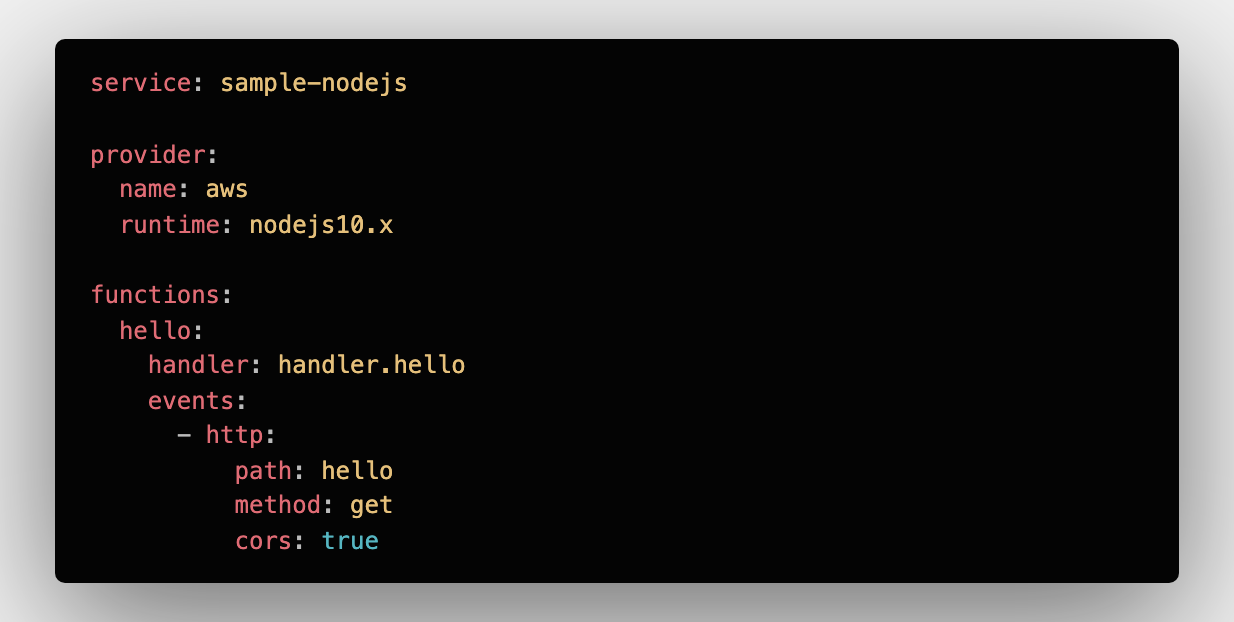 service: sample-nodejs
provider:
  name: aws
  runtime: nodejs10.x
functions:
  hello:
    handler: handler.hello
    events:
      - http:
          path: hello
          method: get
          cors: true